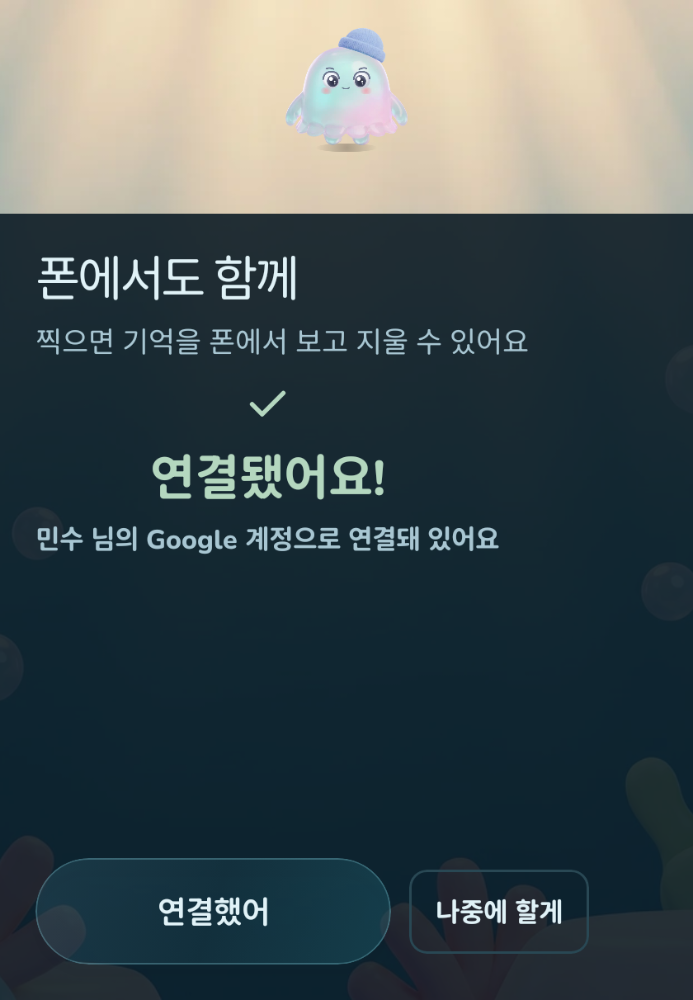 폰에서도 함께
찍으면 기억을 폰에서 보고 지울 수 있어요
연결됐어요!
민수 님의 Google 계정으로 연결돼 있어요
연결했어
나중에 할게